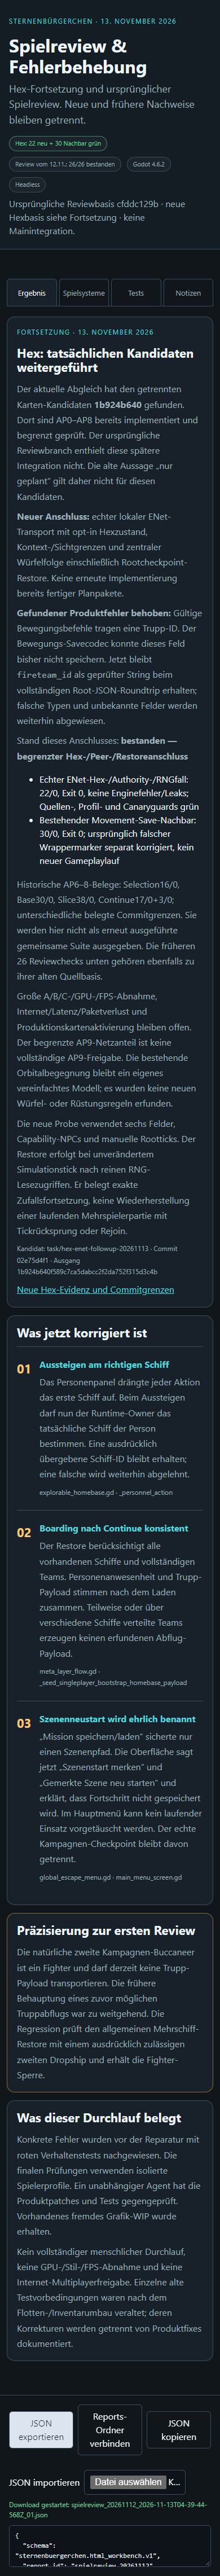 STERNENBÜRGERCHEN · 13. NOVEMBER 2026
Spielreview &
Fehlerbehebung
Hex-Fortsetzung und ursprünglicher
Spielreview. Neue und frühere Nachweise
bleiben getrennt.
Hex: 22 neu + 30 Nachbar grün
Review vom 12.11.: 26/26 bestanden
Godot 4.6.2
Headless
Ursprüngliche Reviewbasis cfddc129b · neue
Hexbasis siehe Fortsetzung · keine
Mainintegration.
Ergebnis
Spielsysteme
Tests
Notizen
FORTSETZUNG · 13. NOVEMBER 2026
Hex: tatsächlichen Kandidaten
weitergeführt
Der aktuelle Abgleich hat den getrennten
Karten-Kandidaten 1b924b640 gefunden.
Dort sind AP0–AP8 bereits implementiert und
begrenzt geprüft. Der ursprüngliche
Reviewbranch enthielt diese spätere
Integration nicht. Die alte Aussage „nur
geplant“ gilt daher nicht für diesen
Kandidaten.
Neuer Anschluss: echter lokaler ENet-
Transport mit opt-in Hexzustand,
Kontext-/Sichtgrenzen und zentraler
Würfelfolge einschließlich Rootcheckpoint-
Restore. Keine erneute Implementierung
bereits fertiger Planpakete.
Gefundener Produktfehler behoben: Gültige
Bewegungsbefehle tragen eine Trupp-ID. Der
Bewegungs-Savecodec konnte dieses Feld
bisher nicht speichern. Jetzt bleibt
fireteam_id als geprüfter String beim
vollständigen Root-JSON-Roundtrip erhalten;
falsche Typen und unbekannte Felder werden
weiterhin abgewiesen.
Stand dieses Anschlusses: bestanden —
begrenzter Hex-/Peer-/Restoreanschluss
• Echter ENet-Hex-/Authority-/RNGfall:
22/0, Exit 0, keine Enginefehler/Leaks;
Quellen-, Profil- und Canaryguards grün
• Bestehender Movement-Save-Nachbar:
30/0, Exit 0; ursprünglich falscher
Wrappermarker separat korrigiert, kein
neuer Gameplaylauf
Historische AP6–8-Belege: Selection16/0,
Base30/0, Slice38/0, Continue17/0+3/0;
unterschiedliche belegte Commitgrenzen. Sie
werden hier nicht als erneut ausgeführte
gemeinsame Suite ausgegeben. Die früheren
26 Reviewchecks unten gehören ebenfalls zu
ihrer alten Quellbasis.
Große A/B/C-/GPU-/FPS-Abnahme,
Internet/Latenz/Paketverlust und
Produktionskartenaktivierung bleiben offen.
Der begrenzte AP9-Netzanteil ist keine
vollständige AP9-Freigabe. Die bestehende
Orbitalbegegnung bleibt ein eigenes
vereinfachtes Modell; es wurden keine neuen
Würfel- oder Rüstungsregeln erfunden.
Die neue Probe verwendet sechs Felder,
Capability-NPCs und manuelle Rootticks. Der
Restore erfolgt bei unverändertem
Simulationstick nach reinen RNG-
Lesezugriffen. Er belegt exakte
Zufallsfortsetzung, keine Wiederherstellung
einer laufenden Mehrspielerpartie mit
Tickrücksprung oder Rejoin.
Kandidat: task/hex-enet-followup-20261113 · Commit
02e75d4f1 · Ausgang
1b924b640f589c7ca5dabcc2f2da752f315d3c4b
Neue Hex-Evidenz und Commitgrenzen
Was jetzt korrigiert ist
01
Aussteigen am richtigen Schiff
Das Personenpanel drängte jeder Aktion
das erste Schiff auf. Beim Aussteigen
darf nun der Runtime-Owner das
tatsächliche Schiff der Person
bestimmen. Eine ausdrücklich
übergebene Schiff-ID bleibt erhalten;
eine falsche wird weiterhin abgelehnt.
explorable_homebase.gd · _personnel_action
02
Boarding nach Continue konsistent
Der Restore berücksichtigt alle
vorhandenen Schiffe und vollständigen
Teams. Personenanwesenheit und Trupp-
Payload stimmen nach dem Laden
zusammen. Teilweise oder über
verschiedene Schiffe verteilte Teams
erzeugen keinen erfundenen Abflug-
Payload.
meta_layer_flow.gd ·
_seed_singleplayer_bootstrap_homebase_payload
03
Szenenneustart wird ehrlich benannt
„Mission speichern/laden“ sicherte nur
einen Szenenpfad. Die Oberfläche sagt
jetzt „Szenenstart merken“ und
„Gemerkte Szene neu starten“ und
erklärt, dass Fortschritt nicht gespeichert
wird. Im Hauptmenü kann kein laufender
Einsatz vorgetäuscht werden. Der echte
Kampagnen-Checkpoint bleibt davon
getrennt.
global_escape_menu.gd · main_menu_screen.gd
Präzisierung zur ersten Review
Die natürliche zweite Kampagnen-Buccaneer
ist ein Fighter und darf derzeit keine Trupp-
Payload transportieren. Die frühere
Behauptung eines zuvor möglichen
Truppabflugs war zu weitgehend. Die
Regression prüft den allgemeinen Mehrschiff-
Restore mit einem ausdrücklich zulässigen
zweiten Dropship und erhält die Fighter-
Sperre.
Was dieser Durchlauf belegt
Konkrete Fehler wurden vor der Reparatur mit
roten Verhaltenstests nachgewiesen. Die
finalen Prüfungen verwenden isolierte
Spielerprofile. Ein unabhängiger Agent hat die
Produktpatches und Tests gegengeprüft.
Vorhandenes fremdes Grafik-WIP wurde
erhalten.
Kein vollständiger menschlicher Durchlauf,
keine GPU-/Stil-/FPS-Abnahme und keine
Internet-Multiplayerfreigabe. Einzelne alte
Testvorbedingungen waren nach dem
Flotten-/Inventarumbau veraltet; deren
Korrekturen werden getrennt von Produktfixes
dokumentiert.
JSON
exportieren
Reports-
Ordner
verbinden
JSON
kopieren
JSON importieren
Datei auswählen
K...
Download gestartet: spielreview_20261112_2026-11-13T04-39-44-
568Z_01.json
{
"schema":
"sternenbuergerchen.html_workbench.v1",
"report_id": "spielreview_20261112",